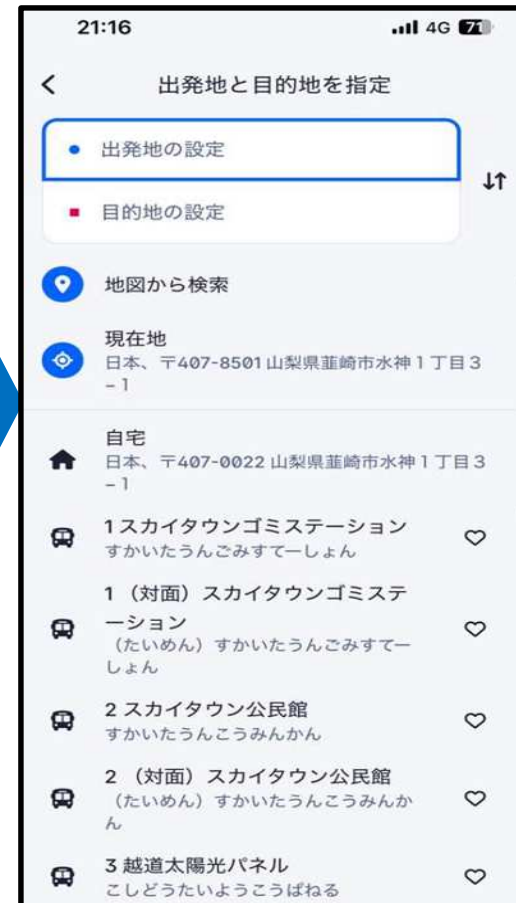 21:16
4G 71
出発地と目的地を指定
出発地の設定
目的地の設定
地図から検索
現在地
日本、〒407-8501 山梨県韮崎市水神1丁目3
−1
自宅
日本、〒407-0022 山梨県韮崎市水神1丁目3
−1
1 スカイタウンゴミステーション
すかいたうんごみすてーしょん
1 （対面）スカイタウンゴミステ
ーション
（たいめん）すかいたうんごみすてー
しょん
2 スカイタウン公民館
すかいたうんこうみんかん
2 （対面）スカイタウン公民館
（たいめん）すかいたうんこうみんか
ん
3 越道太陽光パネル
こしどうたいようこうぱねる